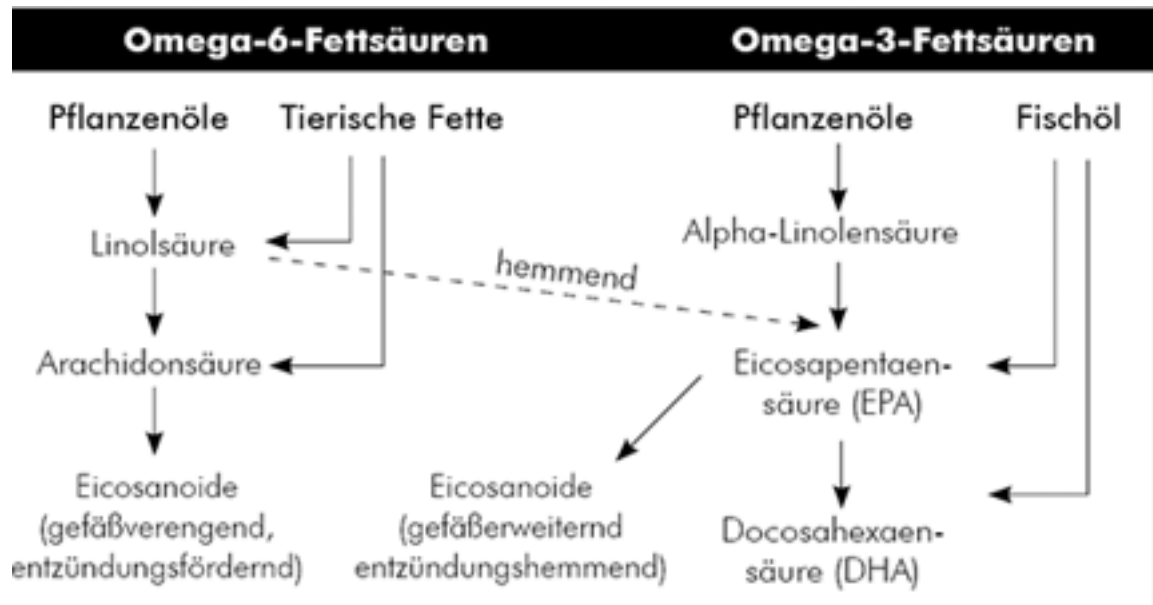 Omega-6-Fettsäuren
Omega-3-Fettsäuren
Pflanzenöle
Tierische Fette
Pflanzenöle
Fischöl
Linolsäure
Alpha-Linolensäure
hemmend
Arachidonsäure
Eicosapentaen-
säure (EPA)
Eicosanoide
(gefäßverengend,
entzündungsfördernd)
Eicosanoide
(gefäßerweiternd
entzündungshemmend)
Docosahexaen-
säure (DHA)